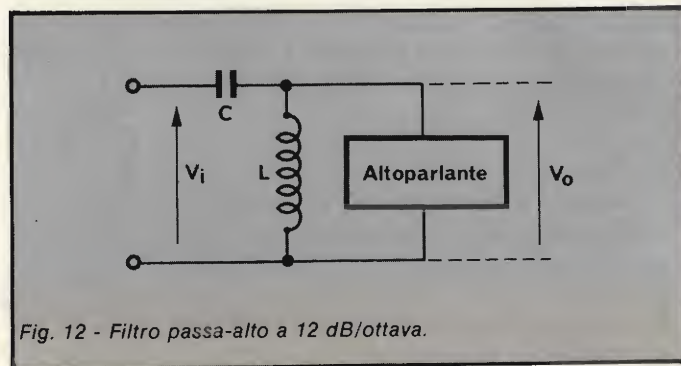 C
Vi
L
Altoparlante
Vo
Fig. 12 - Filtro passa-alto a 12 dB/ottava.